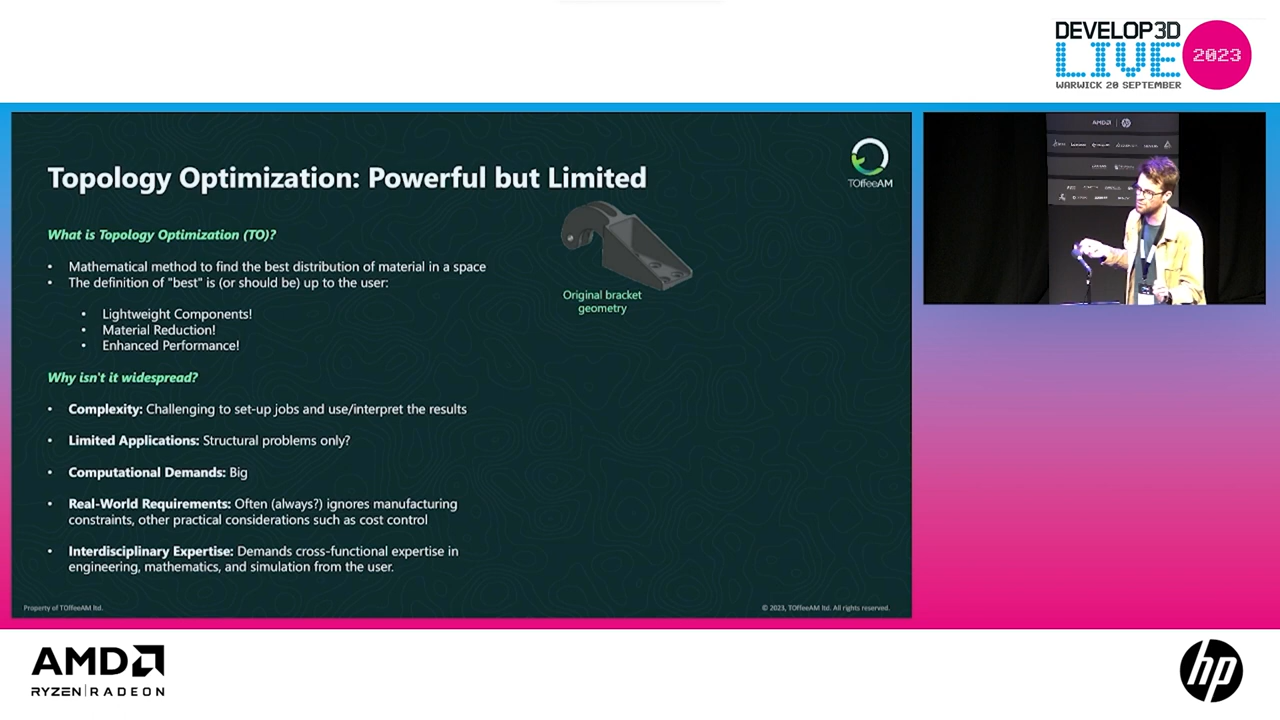 DEVELOP3D
LIVE
2023
WARWICK 20 SEPTEMBER
Topology Optimization: Powerful but Limited
TOffeeAM
What is Topology Optimization (TO)?
• Mathematical method to find the best distribution of material in a space
• The definition of "best" is (or should be) up to the user:
• Lightweight Components!
• Material Reduction!
• Enhanced Performance!
Original bracket
geometry
Why isn't it widespread?
• Complexity: Challenging to set-up jobs and use/interpret the results
• Limited Applications: Structural problems only?
• Computational Demands: Big
• Real-World Requirements: Often (always?) ignores manufacturing
constraints, other practical considerations such as cost control
• Interdisciplinary Expertise: Demands cross-functional expertise in
engineering, mathematics, and simulation from the user.
Property of TOffeeAM ltd.
© 2023, TOffeeAM ltd. All rights reserved.
AMD
AMD
RYZEN | RADEON
hp